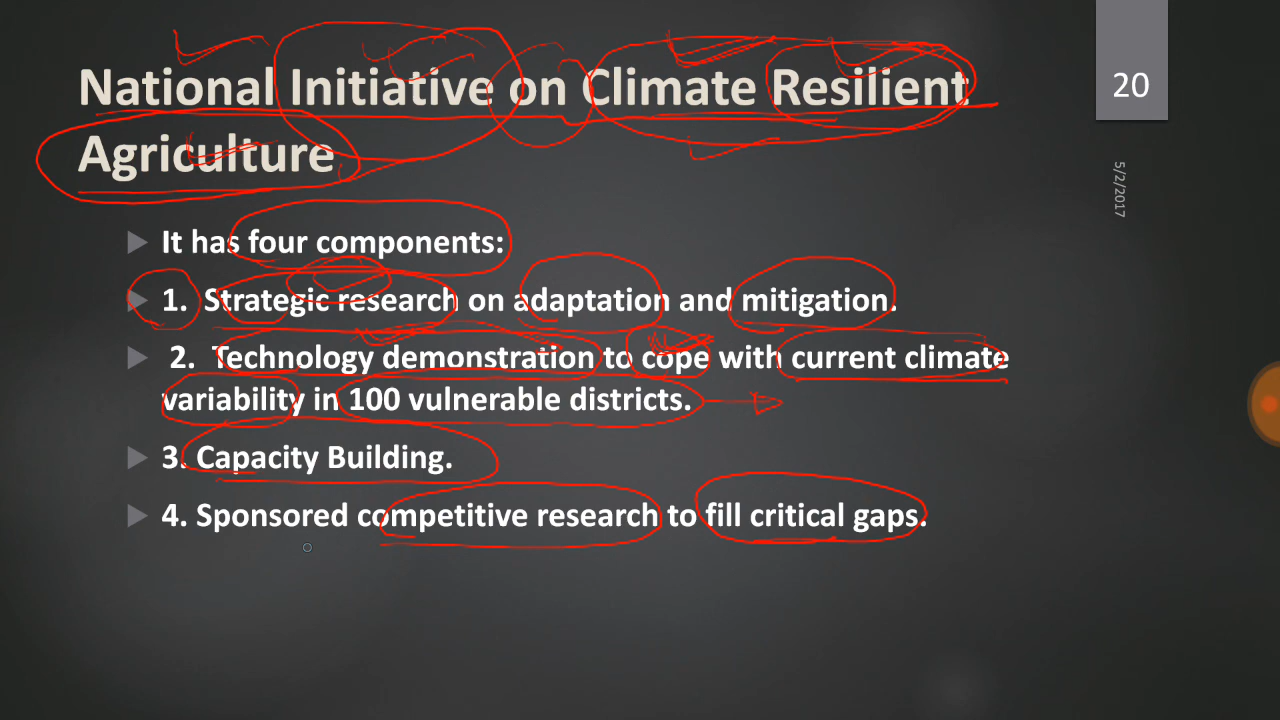 National Initiative on Climate Resilient
Agriculture
20
5/2/2017
It has four components:
1. Strategic research on adaptation and mitigation.
2. Technology demonstration to cope with current climate
variability in 100 vulnerable districts.
3. Capacity Building.
4. Sponsored competitive research to fill critical gaps.